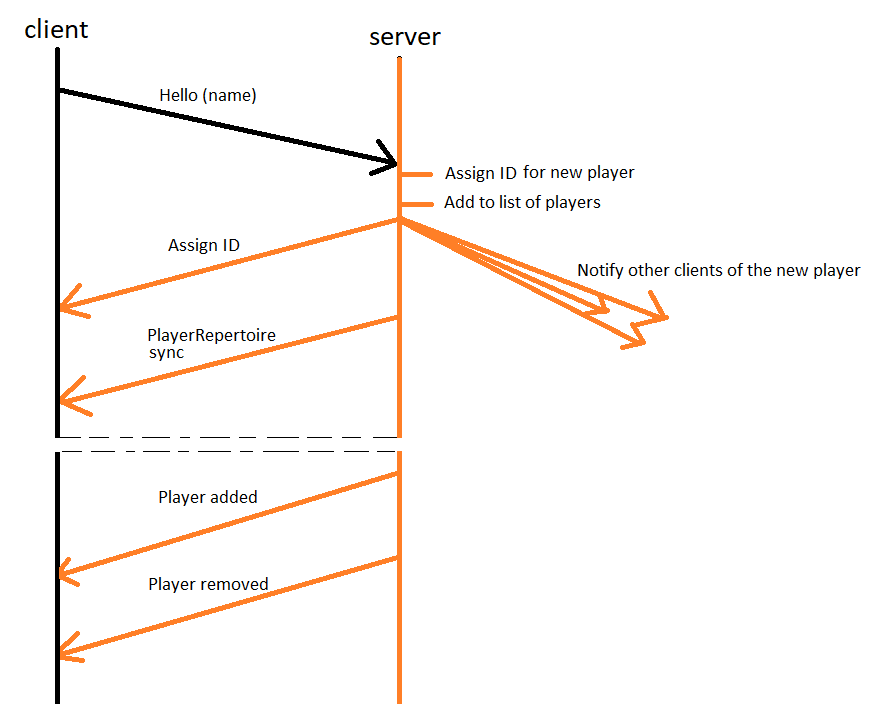 client
server
Hello (name)
Assign ID for new player
Add to list of players
Assign ID
Notify other clients of the new player
PlayerRepertoire
sync
Player added
Player removed